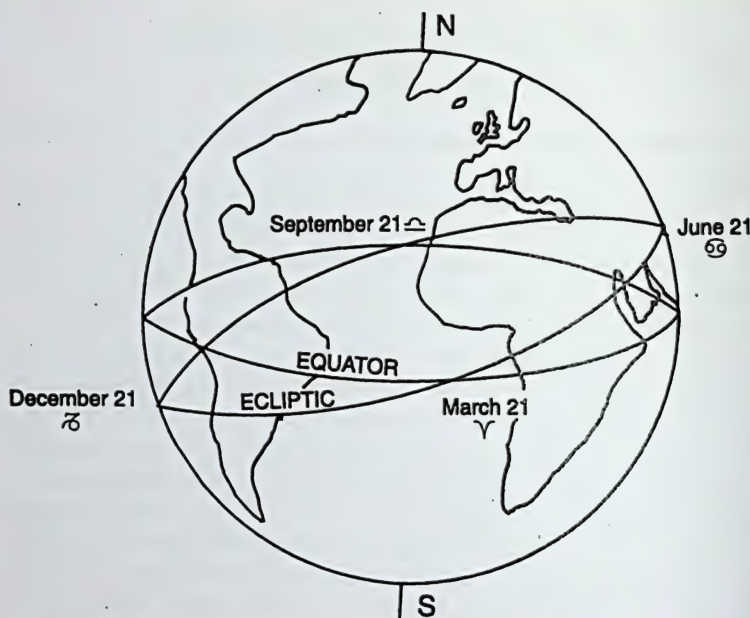 N
September 21 ♎
June 21
♋
EQUATOR
ECLIPTIC
December 21
♑
March 21
♈
S